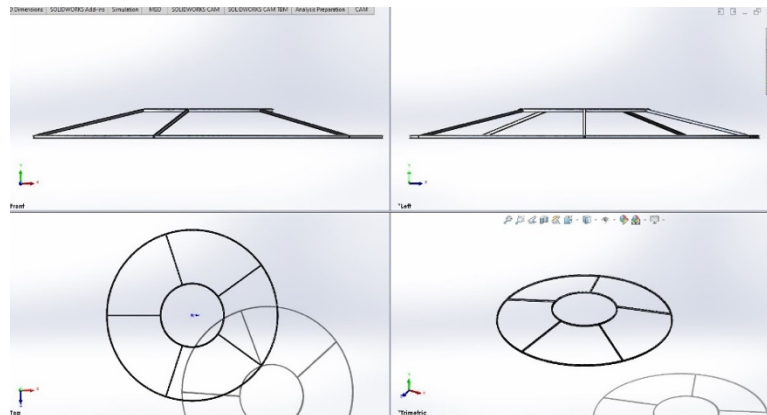 Dimensions | SOLIDWORKS Add-Ins | Simulation | MBD | SOLIDWORKS CAM | SOLIDWORKS CAM TBM | Analysis Preparation | CAM
Front
*Left
Top
*Trimetric